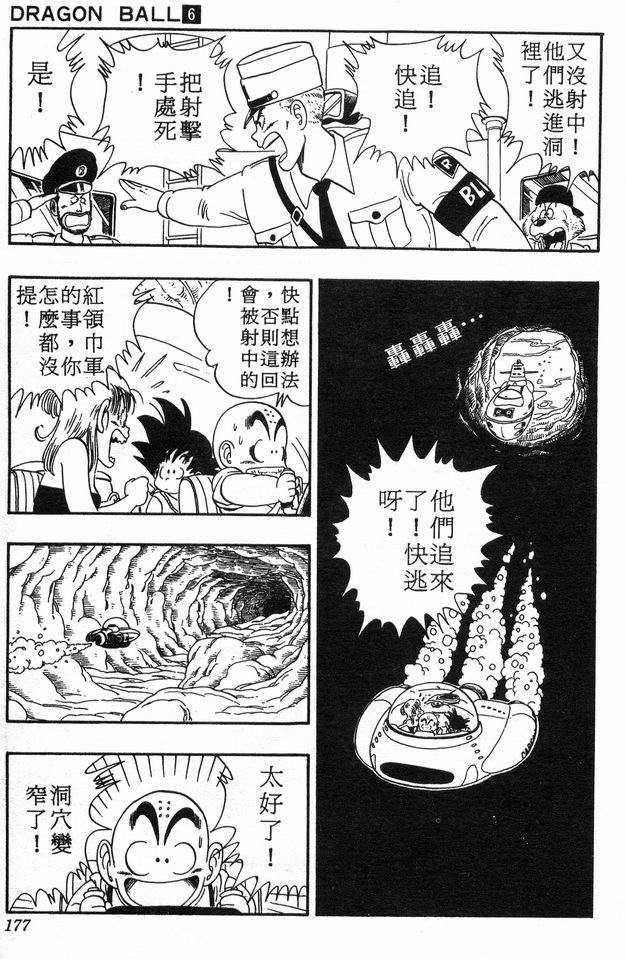 DRAGON BALL 6
又沒射中！
他們逃進洞
裡了！
追！
快追！
把射擊
手處死
！
是！
R
BL
R
轟轟轟…
他們追來
了！快逃
呀！
快點想辦法
，否則這回
會被射中的
！
紅領巾軍
的事，你
怎麼都沒
提！
太好了！
洞穴變
窄了！
177